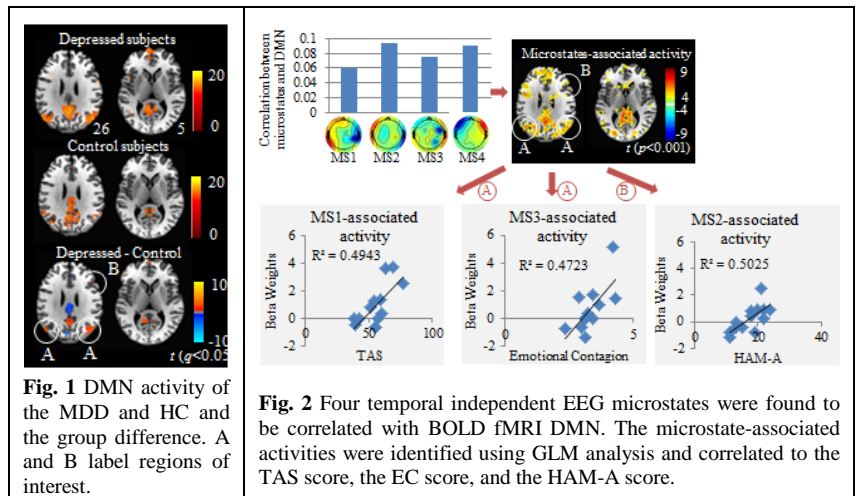 Depressed subjects
20
0
26
5
Control subjects
20
0
Depressed - Control
10
B
0
A
A
-10
t (q<0.05
Fig. 1 DMN activity of
the MDD and HC and
the group difference. A
and B label regions of
interest.
Correlation between
microstates and DMN
0.1
0.08
0.06
0.04
0.02
0
MS1
MS2
MS3
MS4
Microstates-associated activity
B
9
4
-4
-9
A
A
t (p<0.001)
A
A
B
MS1-associated
activity
R² = 0.4943
Beta Weights
6
4
2
0
-2
0
50
100
TAS
MS3-associated
activity
R² = 0.4723
Beta Weights
6
4
2
0
-2
0
5
Emotional Contagion
MS2-associated
activity
R² = 0.5025
Beta Weights
6
4
2
0
-2
0
20
40
HAM-A
Fig. 2 Four temporal independent EEG microstates were found to
be correlated with BOLD fMRI DMN. The microstate-associated
activities were identified using GLM analysis and correlated to the
TAS score, the EC score, and the HAM-A score.